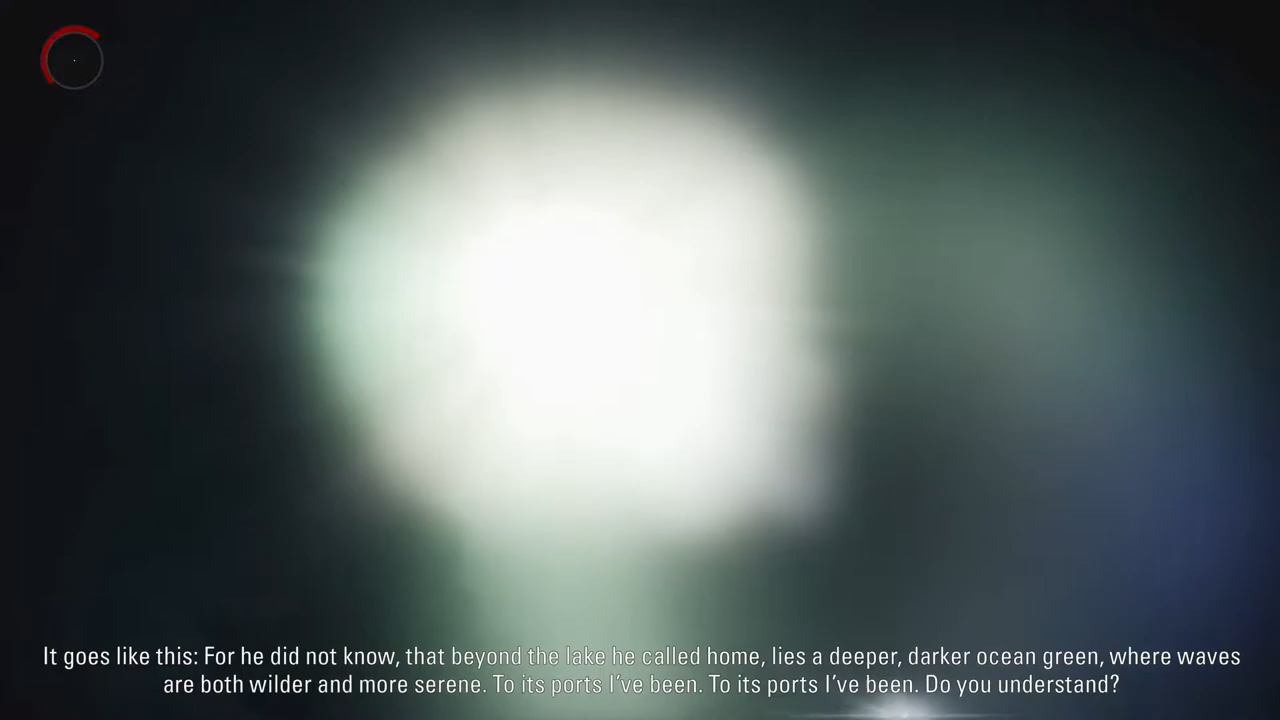 It goes like this: For he did not know, that beyond the lake he called home, lies a deeper, darker ocean green, where waves
are both wilder and more serene. To its ports I've been. To its ports I've been. Do you understand?